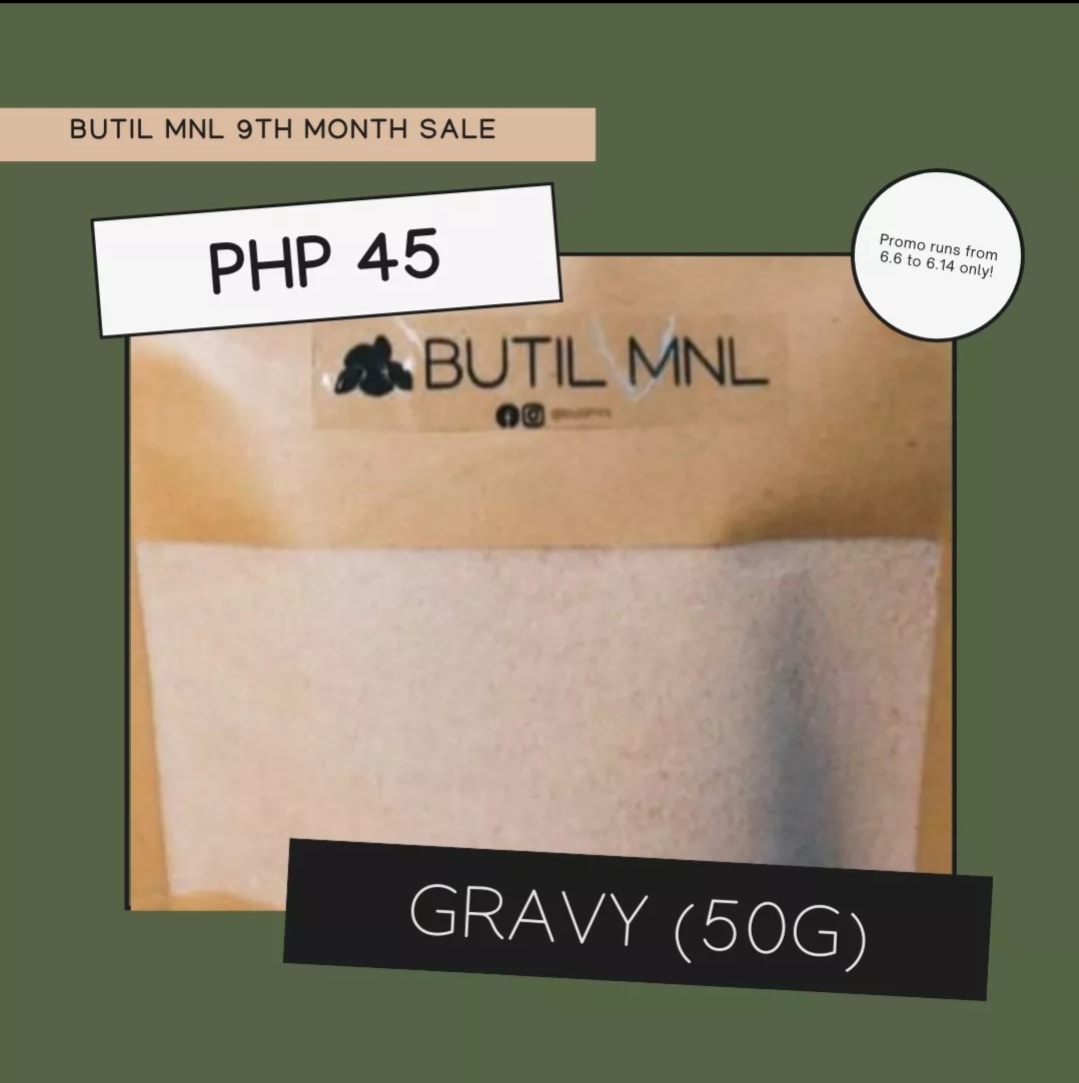 BUTIL MNL 9TH MONTH SALE
PHP 45
Promo runs from
6.6 to 6.14 only!
BUTIL MNL
GRAVY (50G)